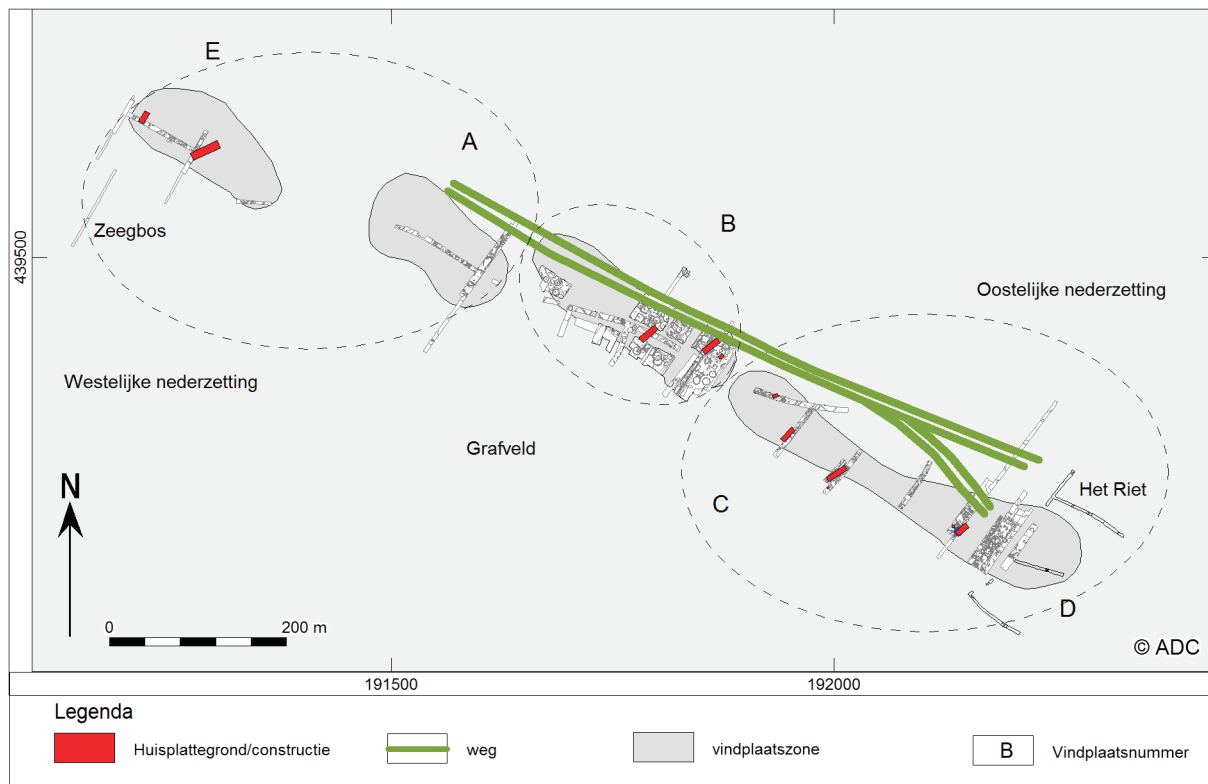 E
A
B
Zeegbos
439500
Oostelijke nederzetting
Westelijke nederzetting
Grafveld
N
C
Het Riet
D
0 200 m
© ADC
191500 192000
Legenda
Huisplattegrond/constructie weg vindplaatszone B Vindplaatsnummer